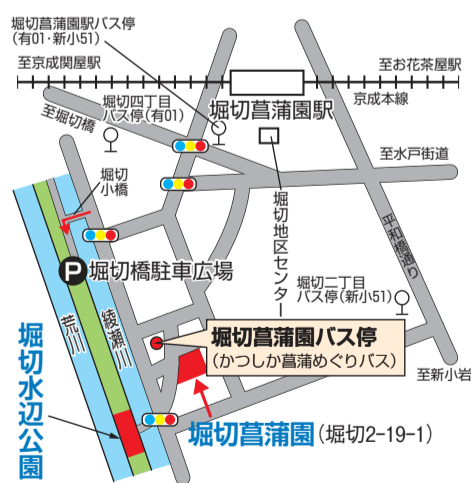 堀切菖蒲園駅バス停
(有01・新小51)
至京成関屋駅
至お花茶屋駅
京成本線
堀切四丁目
バス停(有01)
堀切菖蒲園駅
至堀切橋
至水戸街道
堀切
小橋
堀切地区センター
平和橋通り
P 堀切橋駐車広場
堀切二丁目
バス停(新小51)
荒川
綾瀬川
堀切菖蒲園バス停
(かつしか菖蒲めぐりバス)
堀切水辺公園
至新小岩
堀切菖蒲園(堀切2-19-1)